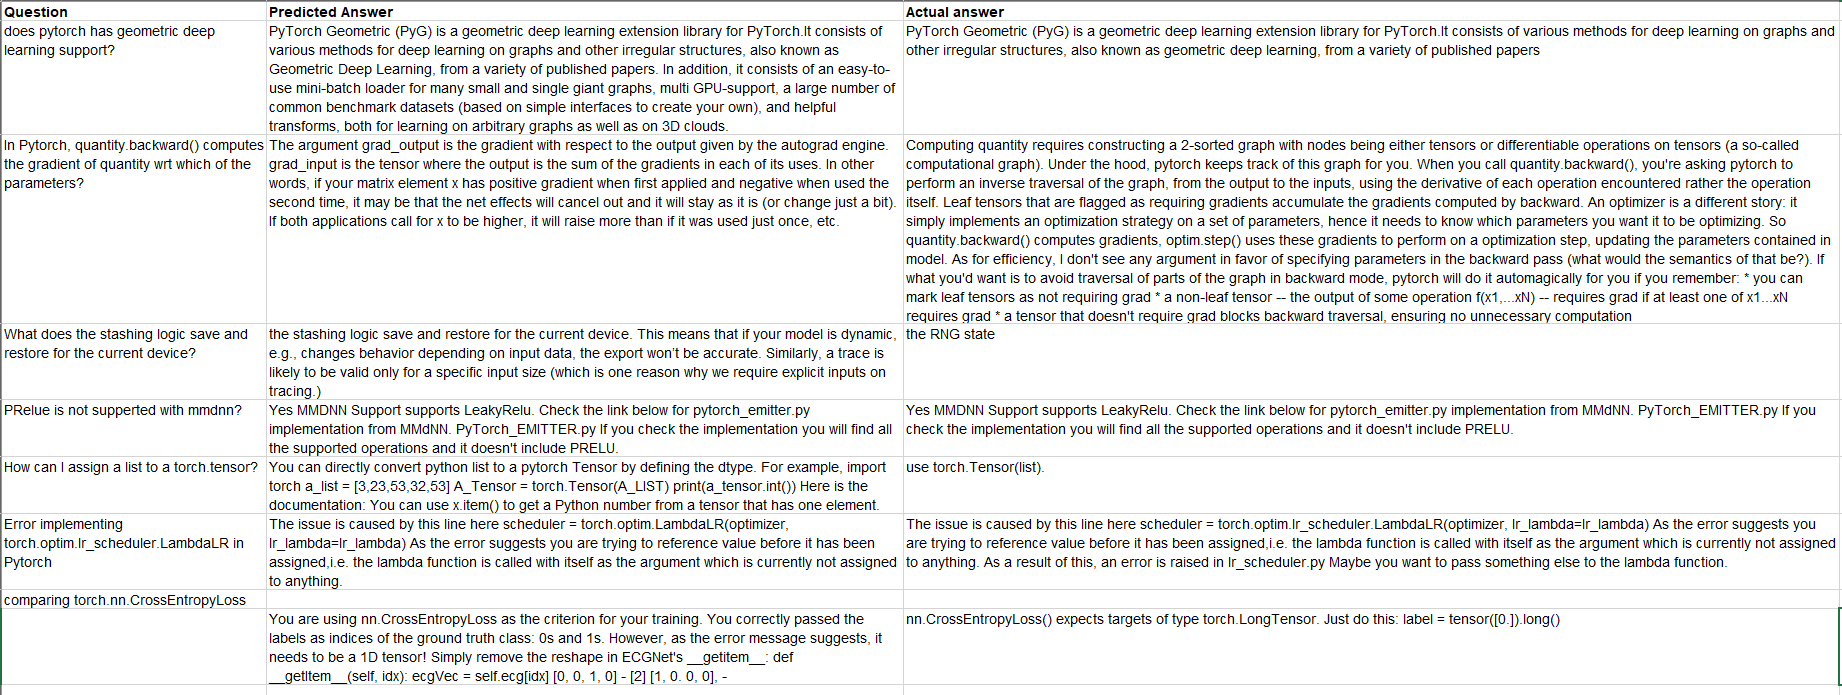 Question
Predicted Answer
Actual answer
does pytorch has geometric deep
learning support?
PyTorch Geometric (PyG) is a geometric deep learning extension library for PyTorch.It consists of
various methods for deep learning on graphs and other irregular structures, also known as
Geometric Deep Learning, from a variety of published papers. In addition, it consists of an easy-to-
use mini-batch loader for many small and single giant graphs, multi GPU-support, a large number of
common benchmark datasets (based on simple interfaces to create your own), and helpful
transforms, both for learning on arbitrary graphs as well as on 3D clouds.
PyTorch Geometric (PyG) is a geometric deep learning extension library for PyTorch.It consists of various methods for deep learning on graphs and
other irregular structures, also known as geometric deep learning, from a variety of published papers
In Pytorch, quantity.backward() computes
the gradient of quantity wrt which of the
parameters?
The argument grad_output is the gradient with respect to the output given by the autograd engine.
grad_input is the tensor where the output is the sum of the gradients in each of its uses. In other
words, if your matrix element x has positive gradient when first applied and negative when used the
second time, it may be that the net effects will cancel out and it will stay as it is (or change just a bit).
If both applications call for x to be higher, it will raise more than if it was used just once, etc.
Computing quantity requires constructing a 2-sorted graph with nodes being either tensors or differentiable operations on tensors (a so-called
computational graph). Under the hood, pytorch keeps track of this graph for you. When you call quantity.backward(), you're asking pytorch to
perform an inverse traversal of the graph, from the output to the inputs, using the derivative of each operation encountered rather the operation
itself. Leaf tensors that are flagged as requiring gradients accumulate the gradients computed by backward. An optimizer is a different story: it
simply implements an optimization strategy on a set of parameters, hence it needs to know which parameters you want it to be optimizing. So
quantity.backward() computes gradients, optim.step() uses these gradients to perform on a optimization step, updating the parameters contained in
model. As for efficiency, I don't see any argument in favor of specifying parameters in the backward pass (what would the semantics of that be?). If
what you'd want is to avoid traversal of parts of the graph in backward mode, pytorch will do it automagically for you if you remember: * you can
mark leaf tensors as not requiring grad * a non-leaf tensor -- the output of some operation f(x1,...xN) -- requires grad if at least one of x1...xN
requires grad * a tensor that doesn't require grad blocks backward traversal, ensuring no unnecessary computation
What does the stashing logic save and
restore for the current device?
the stashing logic save and restore for the current device. This means that if your model is dynamic,
e.g., changes behavior depending on input data, the export won't be accurate. Similarly, a trace is
likely to be valid only for a specific input size (which is one reason why we require explicit inputs on
tracing.)
the RNG state
PRelue is not supperted with mmdnn?
Yes MMDNN Support supports LeakyRelu. Check the link below for pytorch_emitter.py
implementation from MMdNN. PyTorch_EMITTER.py If you check the implementation you will find all
the supported operations and it doesn't include PRELU.
Yes MMDNN Support supports LeakyRelu. Check the link below for pytorch_emitter.py implementation from MMdNN. PyTorch_EMITTER.py If you
check the implementation you will find all the supported operations and it doesn't include PRELU.
How can I assign a list to a torch.tensor?
You can directly convert python list to a pytorch Tensor by defining the dtype. For example, import
torch a_list = [3,23,53,32,53] A_Tensor = torch.Tensor(A_LIST) print(a_tensor.int()) Here is the
documentation: You can use x.item() to get a Python number from a tensor that has one element.
use torch.Tensor(list).
Error implementing
torch.optim.lr_scheduler.LambdaLR in
Pytorch
The issue is caused by this line here scheduler = torch.optim.LambdaLR(optimizer,
lr_lambda=lr_lambda) As the error suggests you are trying to reference value before it has been
assigned,i.e. the lambda function is called with itself as the argument which is currently not assigned
to anything.
The issue is caused by this line here scheduler = torch.optim.lr_scheduler.LambdaLR(optimizer, lr_lambda=lr_lambda) As the error suggests you
are trying to reference value before it has been assigned,i.e. the lambda function is called with itself as the argument which is currently not assigned
to anything. As a result of this, an error is raised in lr_scheduler.py Maybe you want to pass something else to the lambda function.
comparing torch.nn.CrossEntropyLoss
You are using nn.CrossEntropyLoss as the criterion for your training. You correctly passed the
labels as indices of the ground truth class: 0s and 1s. However, as the error message suggests, it
needs to be a 1D tensor! Simply remove the reshape in ECGNet's __getitem__: def
__getItem__(self, idx): ecgVec = self.ecg[idx] [0, 0, 1, 0] - [2] [1, 0. 0, 0], -
nn.CrossEntropyLoss() expects targets of type torch.LongTensor. Just do this: label = tensor([0.]).long()